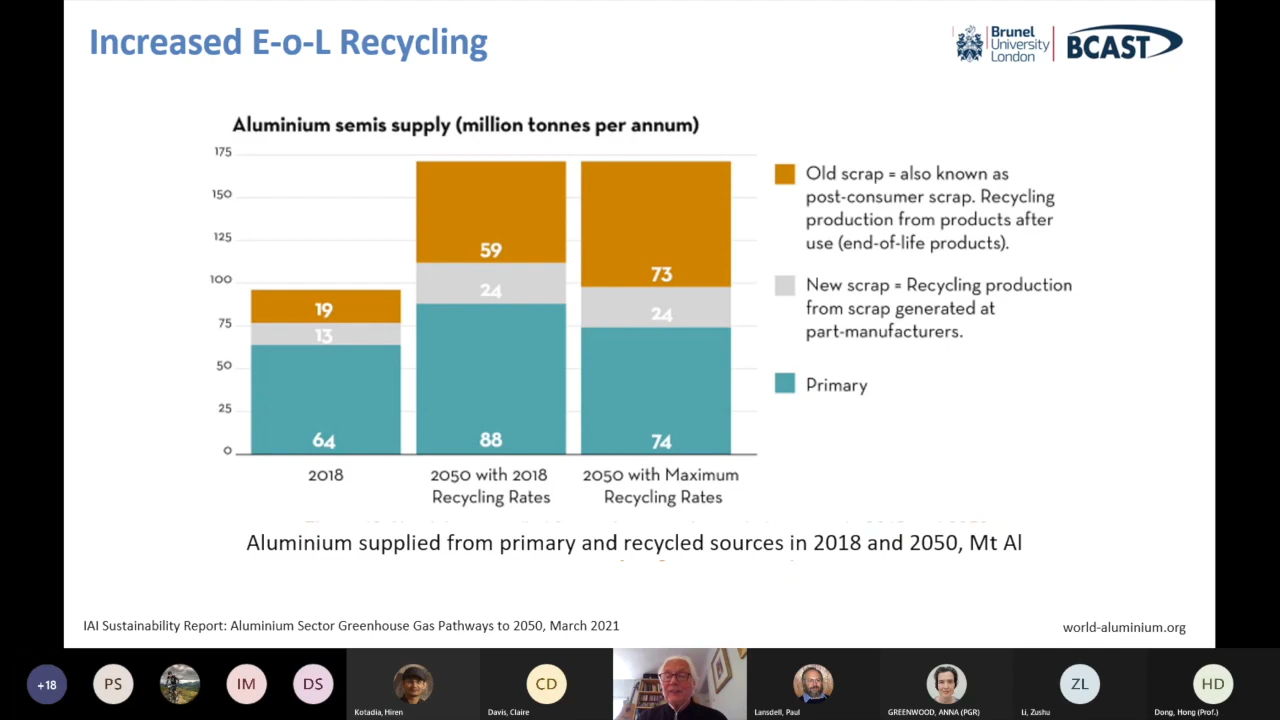 Increased E-o-L Recycling
Brunel
University
London
BCAST
Aluminium semis supply (million tonnes per annum)
175
150
125
100
75
50
25
0
19
13
64
59
24
88
73
24
74
2018
2050 with 2018
Recycling Rates
2050 with Maximum
Recycling Rates
Old scrap = also known as
post-consumer scrap. Recycling
production from products after
use (end-of-life products).
New scrap = Recycling production
from scrap generated at
part-manufacturers.
Primary
Aluminium supplied from primary and recycled sources in 2018 and 2050, Mt Al
IAI Sustainability Report: Aluminium Sector Greenhouse Gas Pathways to 2050, March 2021
world-aluminium.org
+18
PS
IM
DS
Kotadia, Hiren
CD
Davis, Claire
Lansdell, Paul
GREENWOOD, ANNA (PGR)
ZL
Li, Zushu
HD
Dong, Hong (Prof.)